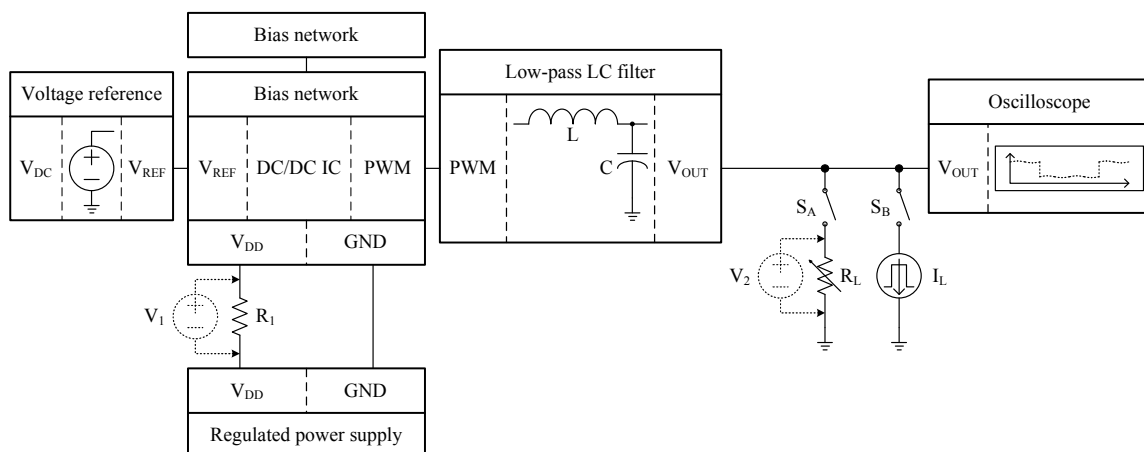 Bias network
Bias network
Low-pass LC filter
Voltage reference
Oscilloscope
V_DC
V_REF
V_REF
DC/DC IC
PWM
PWM
L
C
V_OUT
V_OUT
S_A
S_B
V_DD
GND
V_1
R_1
V_2
R_L
I_L
V_DD
GND
Regulated power supply